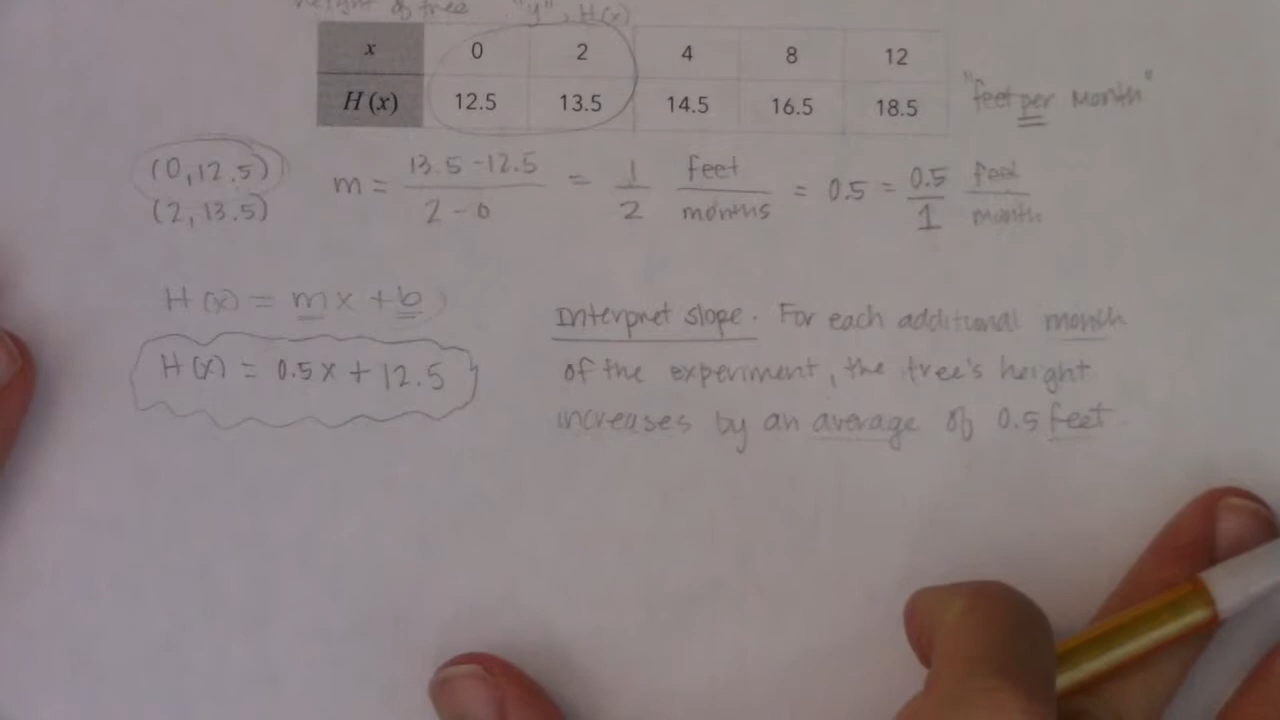 height of tree "y", H(x)
x 0 2 4 8 12
H(x) 12.5 13.5 14.5 16.5 18.5
"feet per month"
(0,12.5)
(2,13.5)
m = 13.5 - 12.5 / 2 - 0 = 1/2 feet/months = 0.5 = 0.5/1 feet/month
H(x) = mx + b
H(x) = 0.5x + 12.5
Interpret slope. For each additional month
of the experiment, the tree's height
increases by an average of 0.5 feet